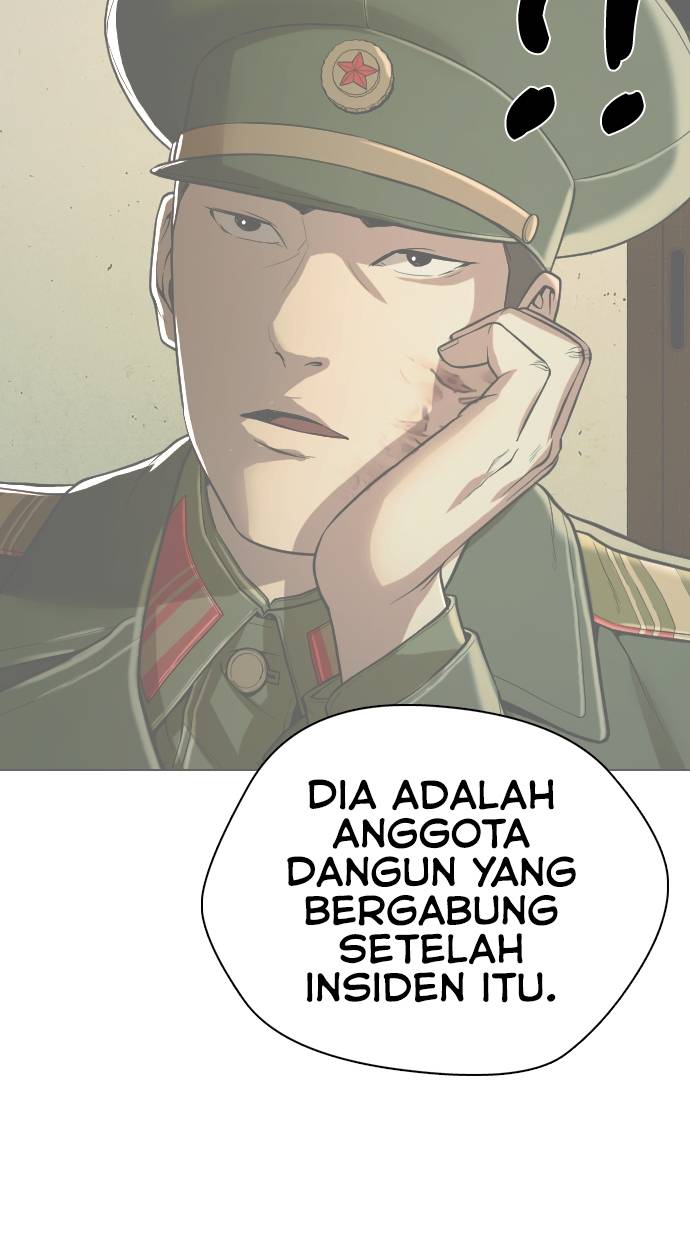 !!
DIA ADALAH
ANGGOTA
DANGUN YANG
BERGABUNG
SETELAH
INSIDEN ITU.